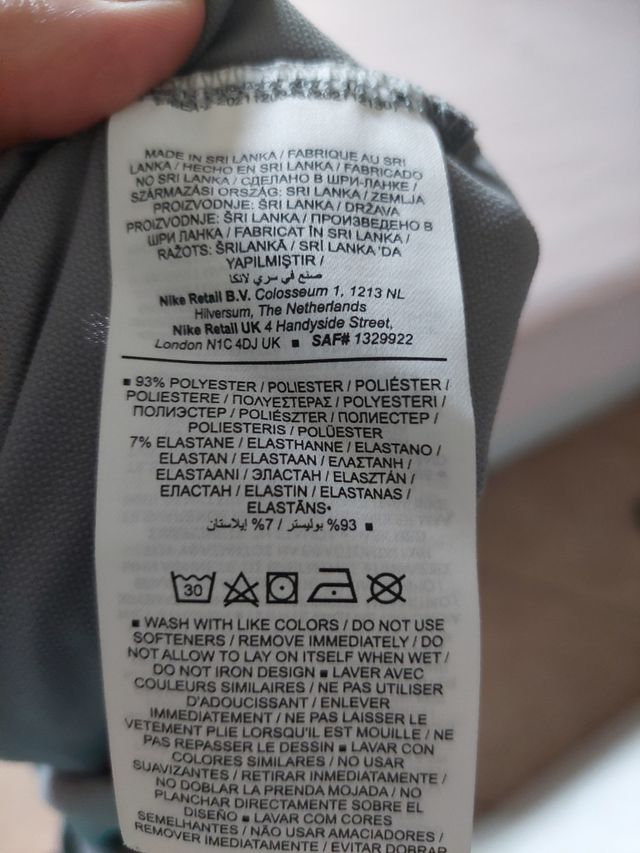 MADE IN SRI LANKA / FABRIQUE AU SRI
LANKA / HECHO EN SRI LANKA / FABRICADO
NO SRI LANKA / СДЕЛАНО В ШРИ-ЛАНКЕ /
SZÁRMAZÁSI ORSZÁG: SRI LANKA / ZEMLJA
PROIZVODNJE: ŠRI LANKA / DRŽAVA
PROIZVODNJE: ŠRI LANKA / ПРОИЗВЕДЕНО В
ШРИ ЛАНКА / FABRICAT ÎN SRI LANKA /
RAŽOTS: ŠRILANKĀ / SRİ LANKA 'DA
YAPILMIŞTIR /
صنع في سري لانكا
Nike Retail B.V. Colosseum 1, 1213 NL
Hilversum, The Netherlands
Nike Retail UK 4 Handyside Street,
London N1C 4DJ UK ■ SAF# 1329922
■ 93% POLYESTER / POLIESTER / POLIÉSTER /
POLIESTERE / ΠΟΛΥΕΣΤΕΡΑΣ / POLYESTERI /
ПОЛИЭСТЕР / POLIÉSZTER / ПОЛИЕСТЕР /
POLIESTERIS / POLÜESTER
7% ELASTANE / ELASTHANNE / ELASTANO /
ELASTAN / ELASTAAN / ΕΛΑΣΤΑΝΗ /
ELASTAANI / ЭЛАСТАН / ELASZTÁN /
ЕЛАСТАН / ELASTIN / ELASTANAS /
ELASTĀNS•
93% بوليستر / 7% إيلاستان ■
30
■ WASH WITH LIKE COLORS / DO NOT USE
SOFTENERS / REMOVE IMMEDIATELY / DO
NOT ALLOW TO LAY ON ITSELF WHEN WET /
DO NOT IRON DESIGN ■ LAVER AVEC
COULEURS SIMILAIRES / NE PAS UTILISER
D'ADOUCISSANT / ENLEVER
IMMEDIATEMENT / NE PAS LAISSER LE
VETEMENT PLIE LORSQU'IL EST MOUILLE / NE
PAS REPASSER LE DESSIN ■ LAVAR CON
COLORES SIMILARES / NO USAR
SUAVIZANTES / RETIRAR INMEDIATAMENTE /
NO DOBLAR LA PRENDA MOJADA / NO
PLANCHAR DIRECTAMENTE SOBRE EL
DISEÑO ■ LAVAR COM CORES
SEMELHANTES / NÃO USAR AMACIADORES /
REMOVER IMEDIATAMENTE / EVITAR DOBRAR